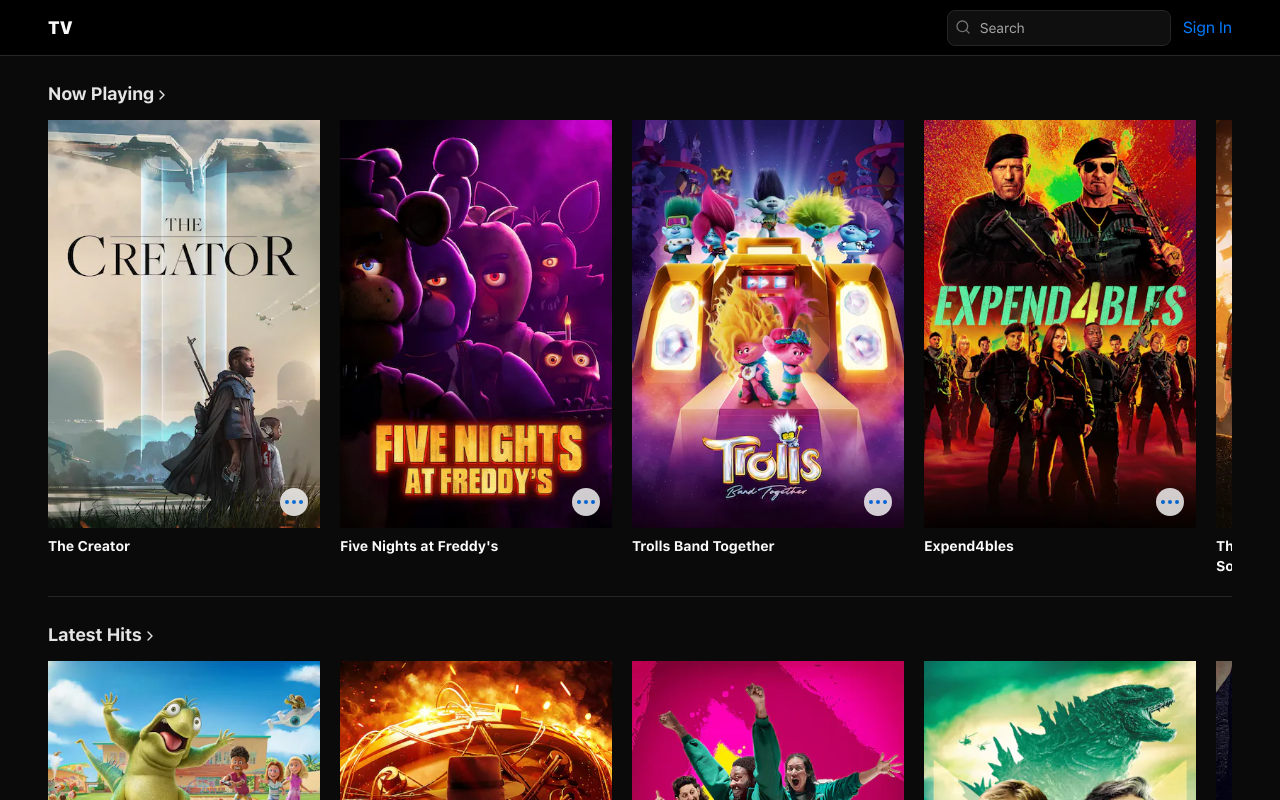 TV
Search
Sign In
Now Playing
THE
CREATOR
FIVE NIGHTS
AT FREDDY'S
Trolls
Band Together
EXPEND4BLES
The Creator
Five Nights at Freddy's
Trolls Band Together
Expend4bles
Th
So
Latest Hits